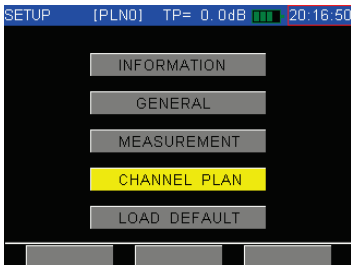 SETUP [PLN0] TP= 0.0dB 20:16:50
INFORMATION
GENERAL
MEASUREMENT
CHANNEL PLAN
LOAD DEFAULT